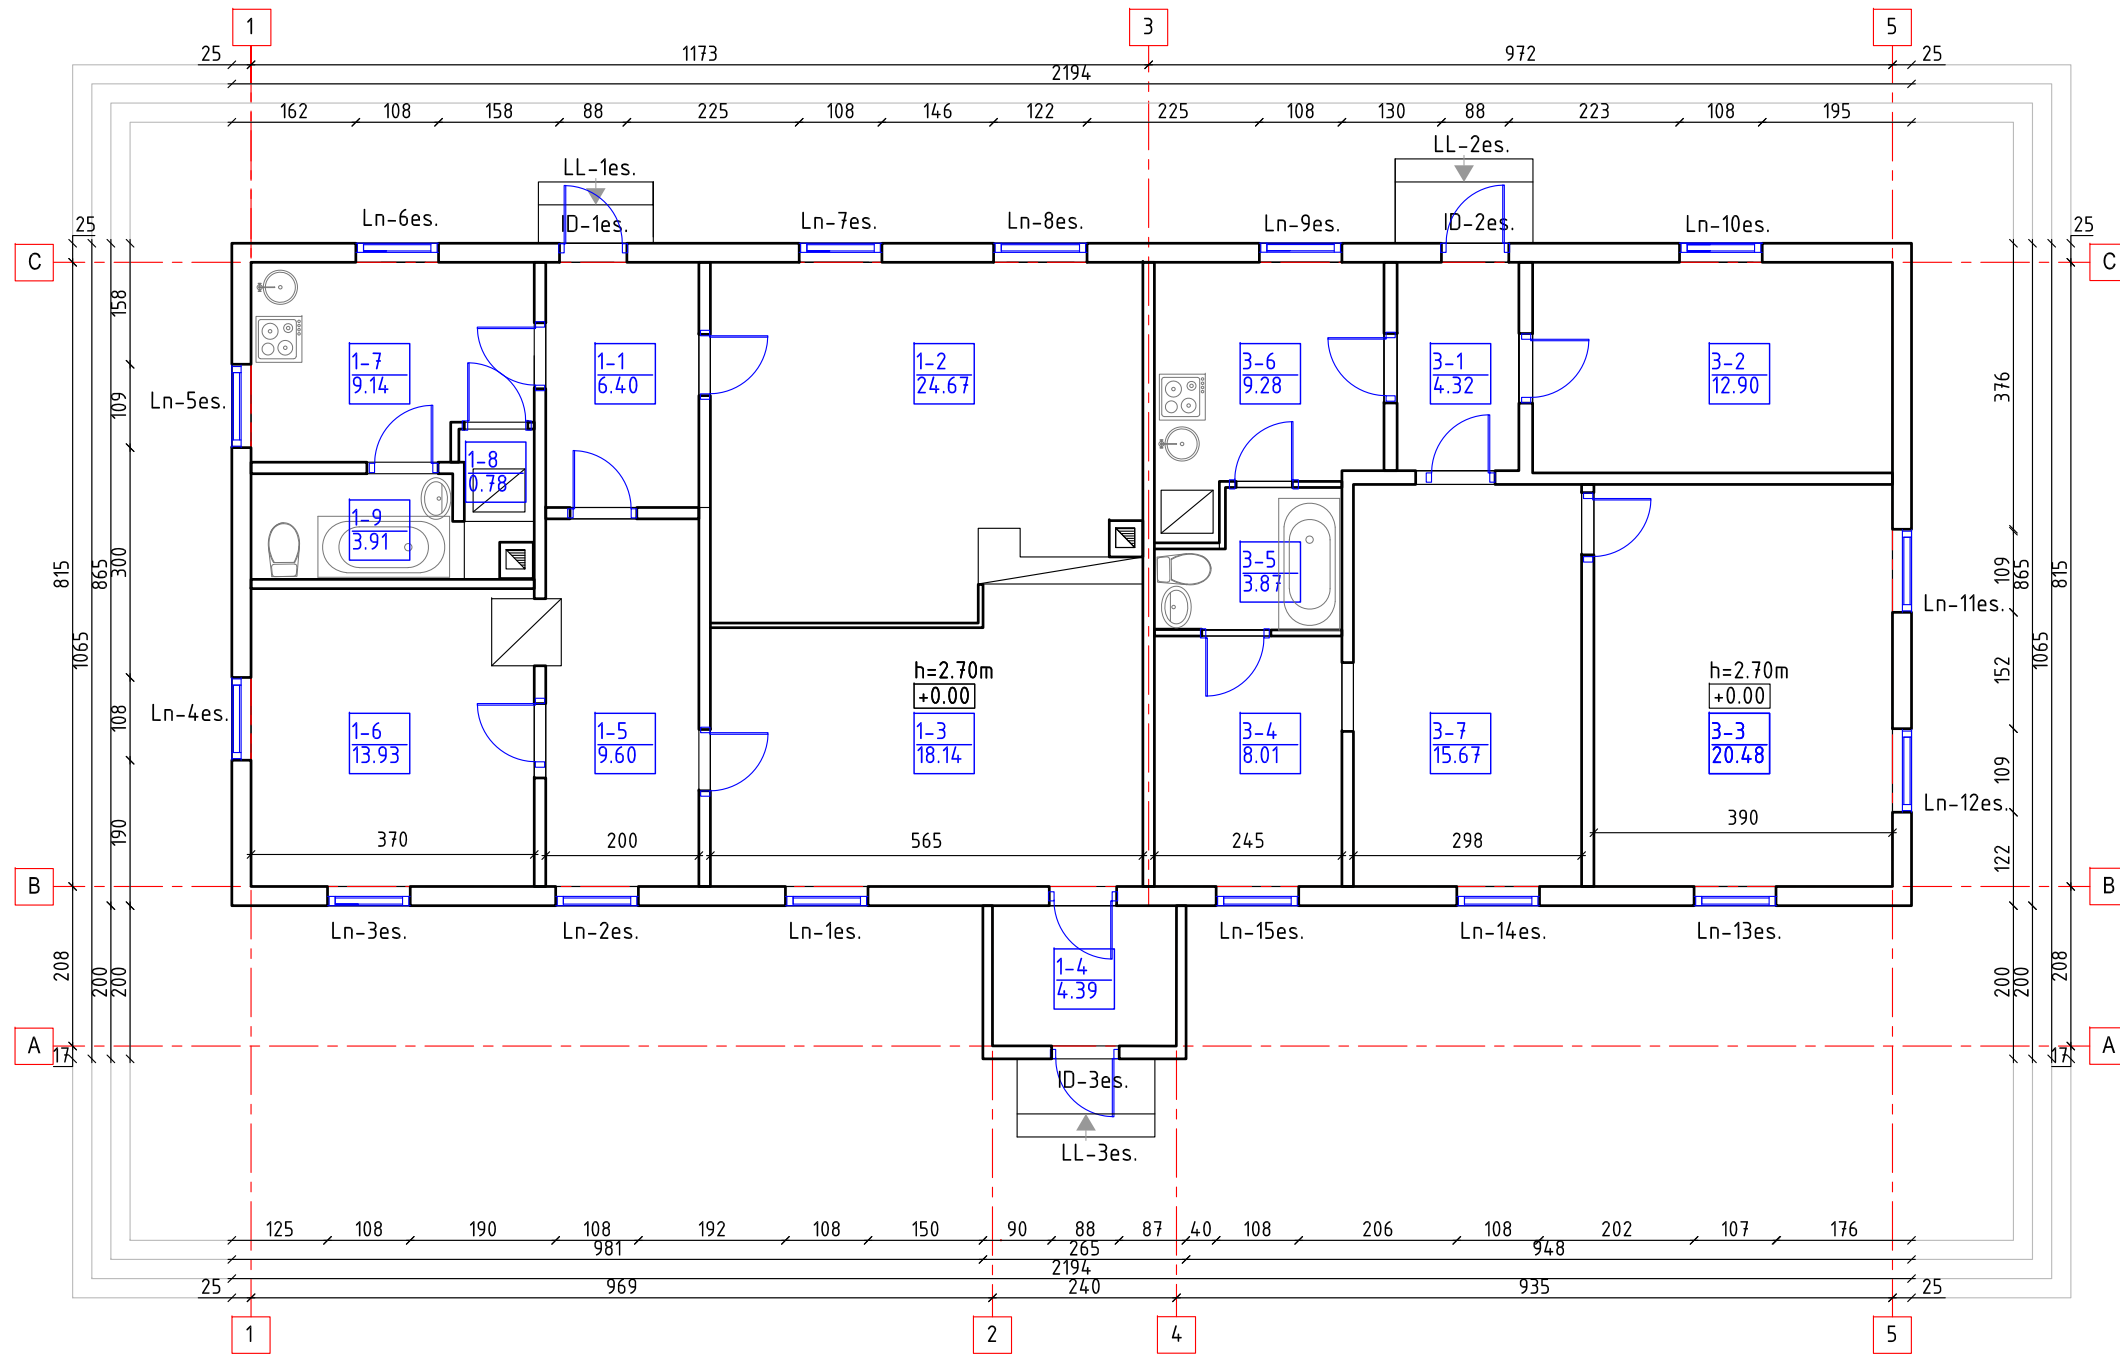 1 3 5
25 1173 972 25
2194
162 108 158 88 225 108 146 122 225 108 130 88 223 108 195
LL-1es. LL-2es.
Ln-6es. ID-1es. Ln-7es. Ln-8es. Ln-9es. ID-2es. Ln-10es.
25 25
C C
158
109
300
108
190
815
865
1065
208
200
200
17
376
109
152
109
122
865
815
1065
200
200
208
17
Ln-5es.
Ln-4es.
1-7
9.14
1-1
6.40
1-2
24.67
3-6
9.28
3-1
4.32
3-2
12.90
1-8
0.78
1-9
3.91
3-5
3.87
Ln-11es.
h=2.70m
+0.00
h=2.70m
+0.00
1-6
13.93
1-5
9.60
1-3
18.14
3-4
8.01
3-7
15.67
3-3
20.48
Ln-12es.
370 200 565 245 298 390
B B
Ln-3es. Ln-2es. Ln-1es. Ln-15es. Ln-14es. Ln-13es.
1-4
4.39
A A
ID-3es.
LL-3es.
125 108 190 108 192 108 150 90 88 87 40 108 206 108 202 107 176
981 265 948
2194
25 969 240 935 25
1 2 4 5